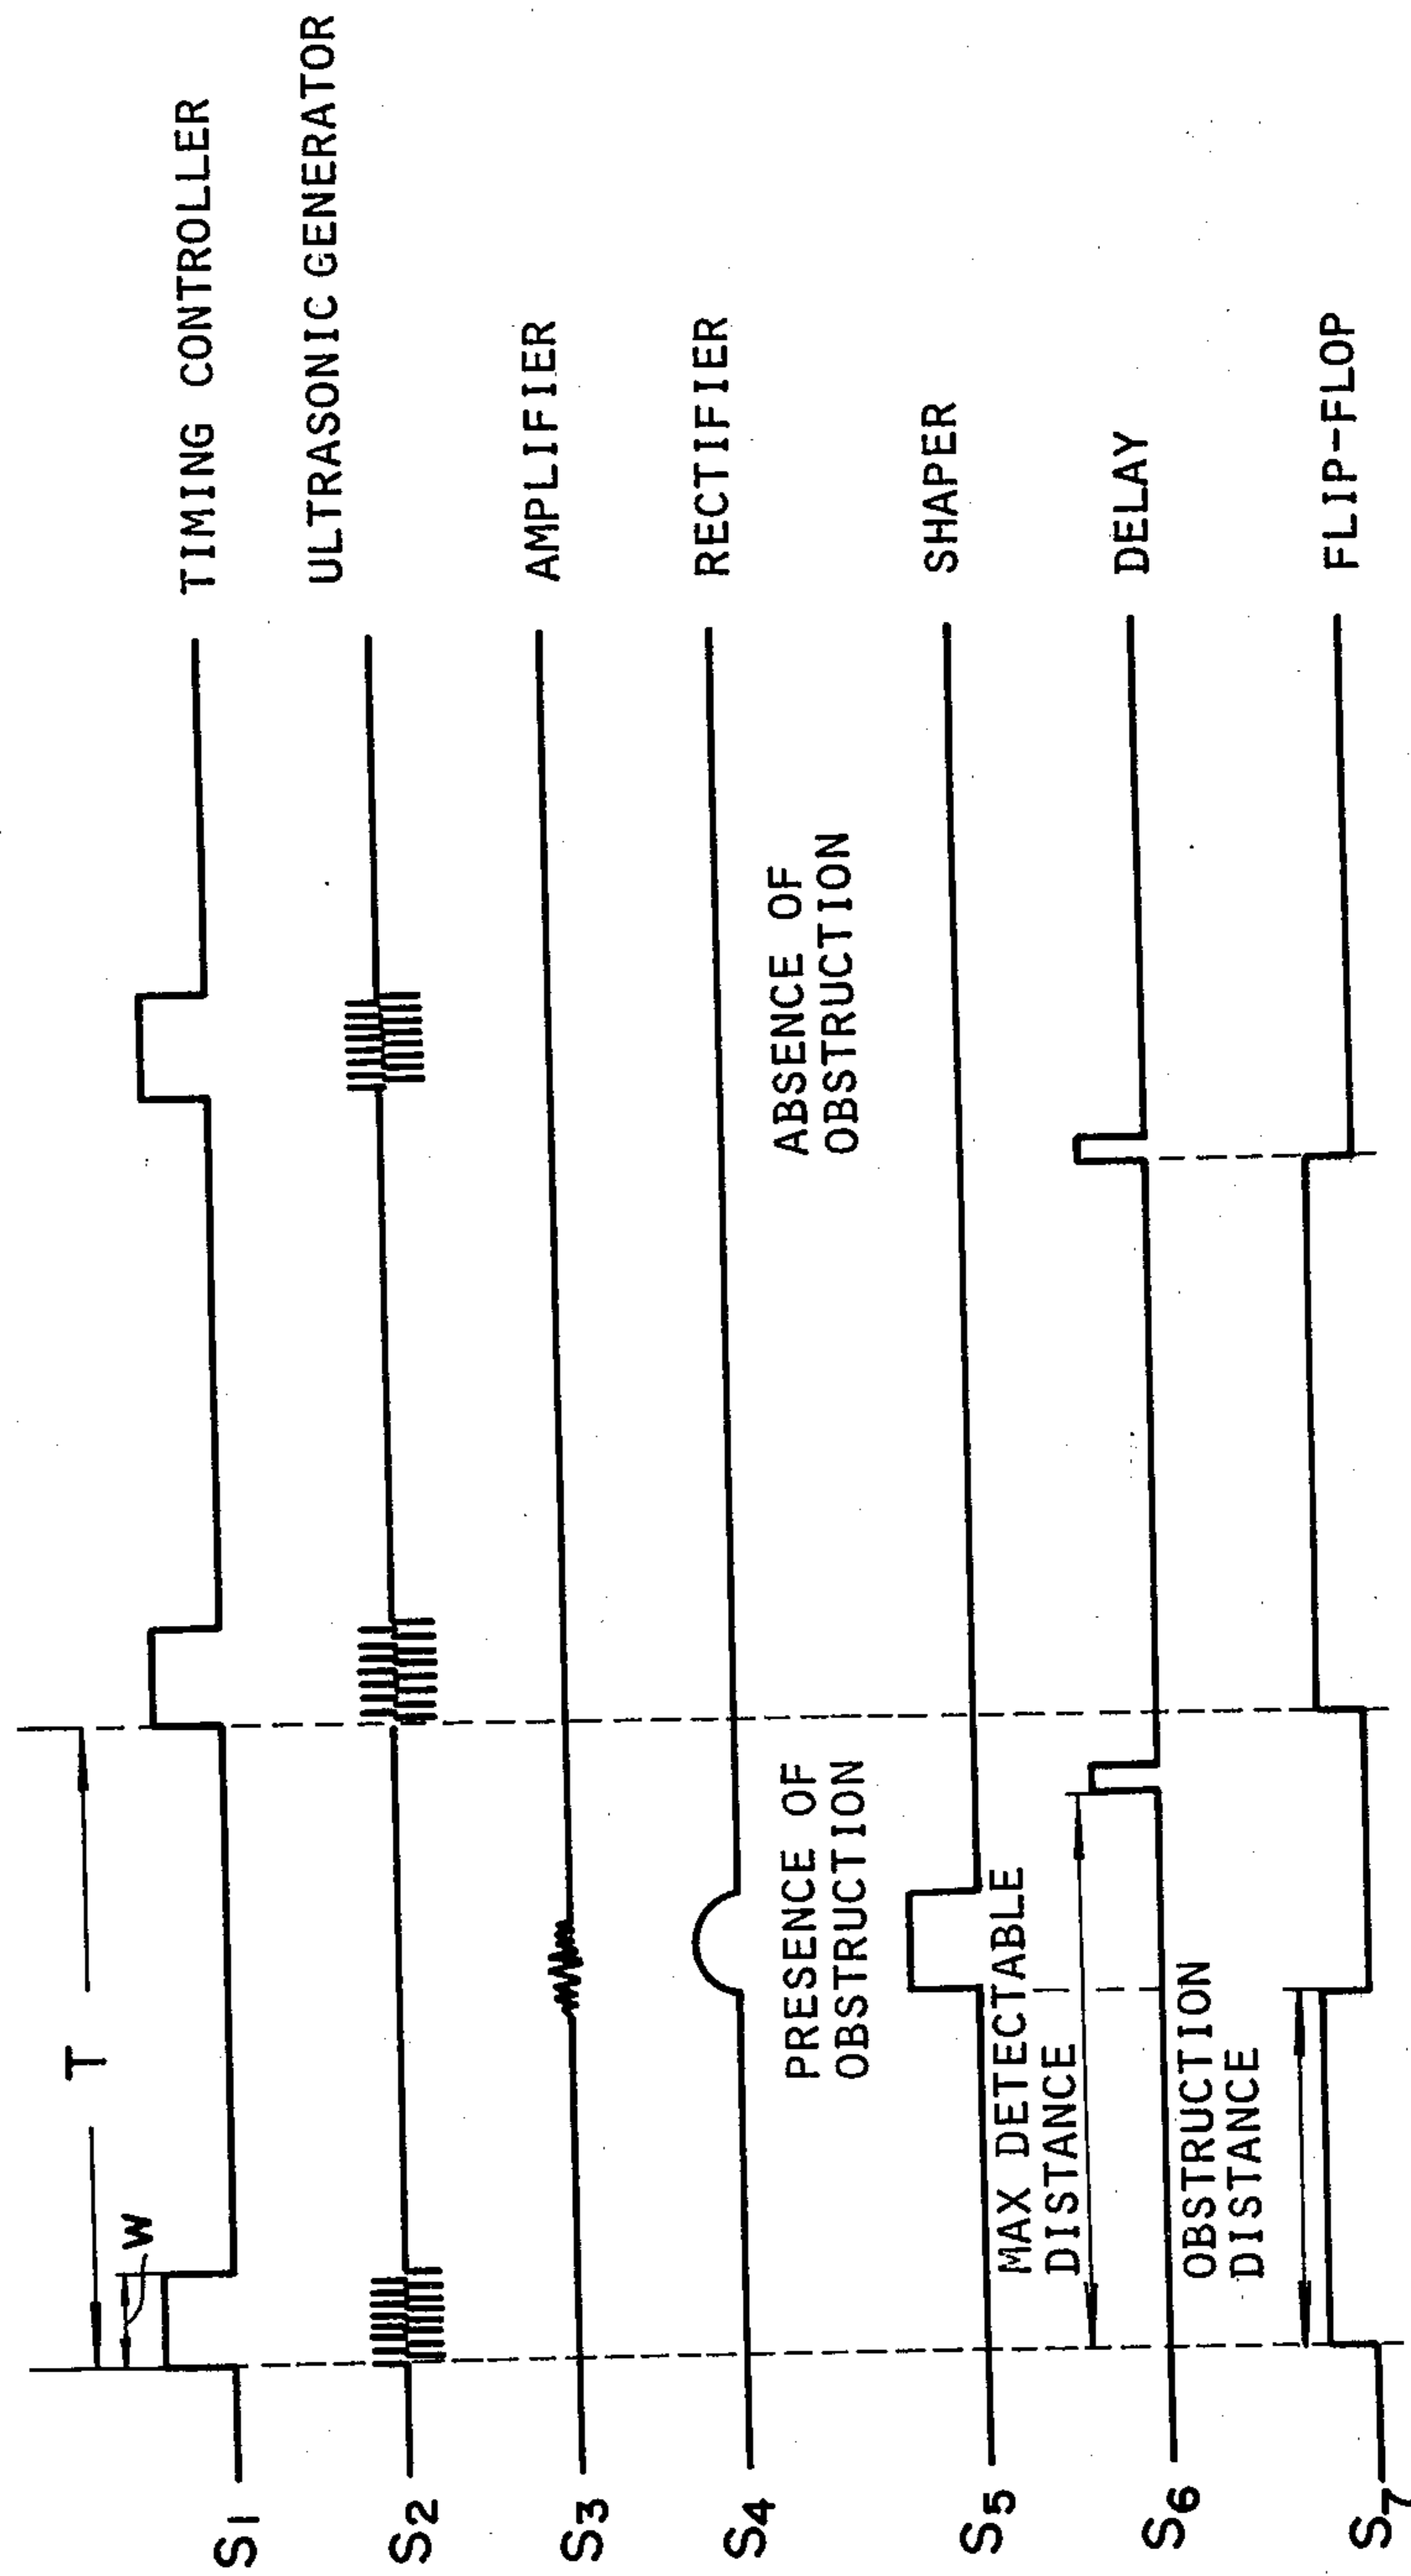 T
W
S1
TIMING CONTROLLER
S2
ULTRASONIC GENERATOR
S3
AMPLIFIER
S4
RECTIFIER
PRESENCE OF
OBSTRUCTION
ABSENCE OF
OBSTRUCTION
S5
SHAPER
MAX DETECTABLE
DISTANCE
S6
DELAY
OBSTRUCTION
DISTANCE
S7
FLIP-FLOP